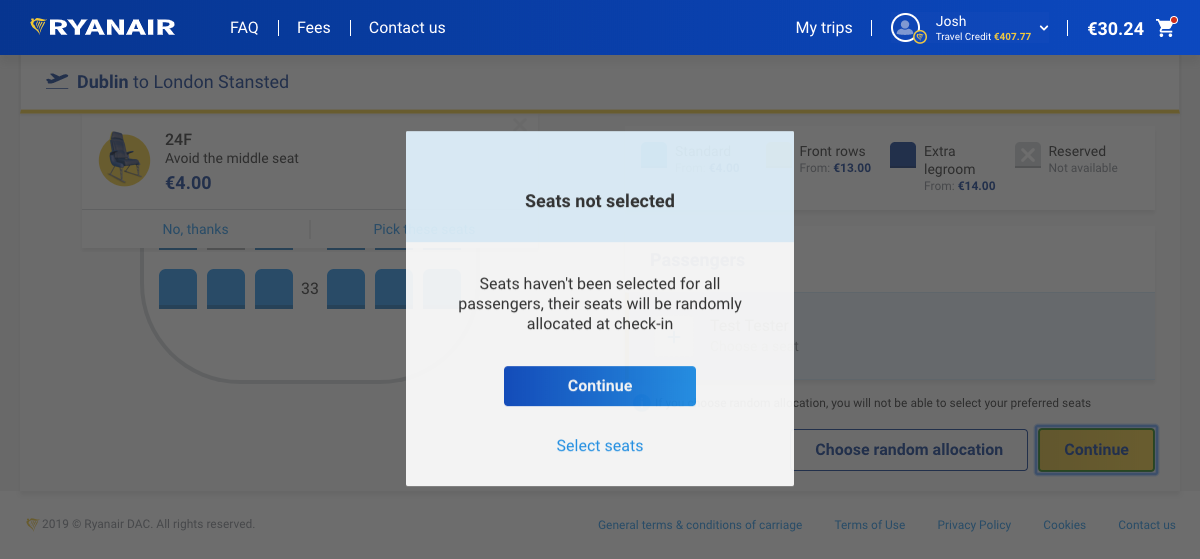 RYANAIR
FAQ
Fees
Contact us
My trips
Josh
Travel Credit €407.77
€30.24
Dublin to London Stansted
24F
Avoid the middle seat
€4.00
No, thanks
Pick t
Standard
Front rows
From: €13.00
Extra
legroom
From: €14.00
Reserved
Not available
Passengers
33
Seats not selected
Seats haven't been selected for all
passengers, their seats will be randomly
allocated at check-in
Continue
Select seats
cation, you will not be able to select your preferred seats
Choose random allocation
Continue
2019 © Ryanair DAC. All rights reserved.
General terms & conditions of carriage
Terms of Use
Privacy Policy
Cookies
Contact us